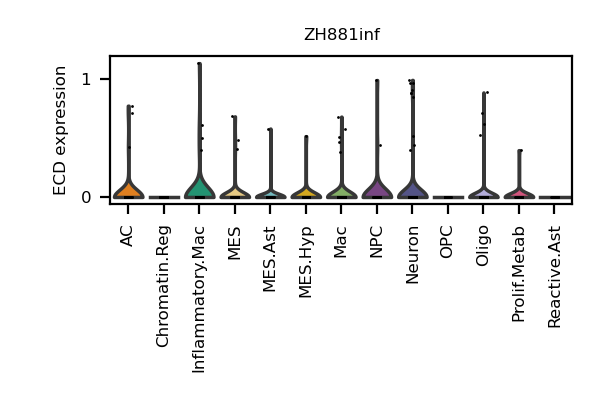 ZH881inf
ECD expression
1
0
AC
Chromatin.Reg
Inflammatory.Mac
MES
MES.Ast
MES.Hyp
Mac
NPC
Neuron
OPC
Oligo
Prolif.Metab
Reactive.Ast